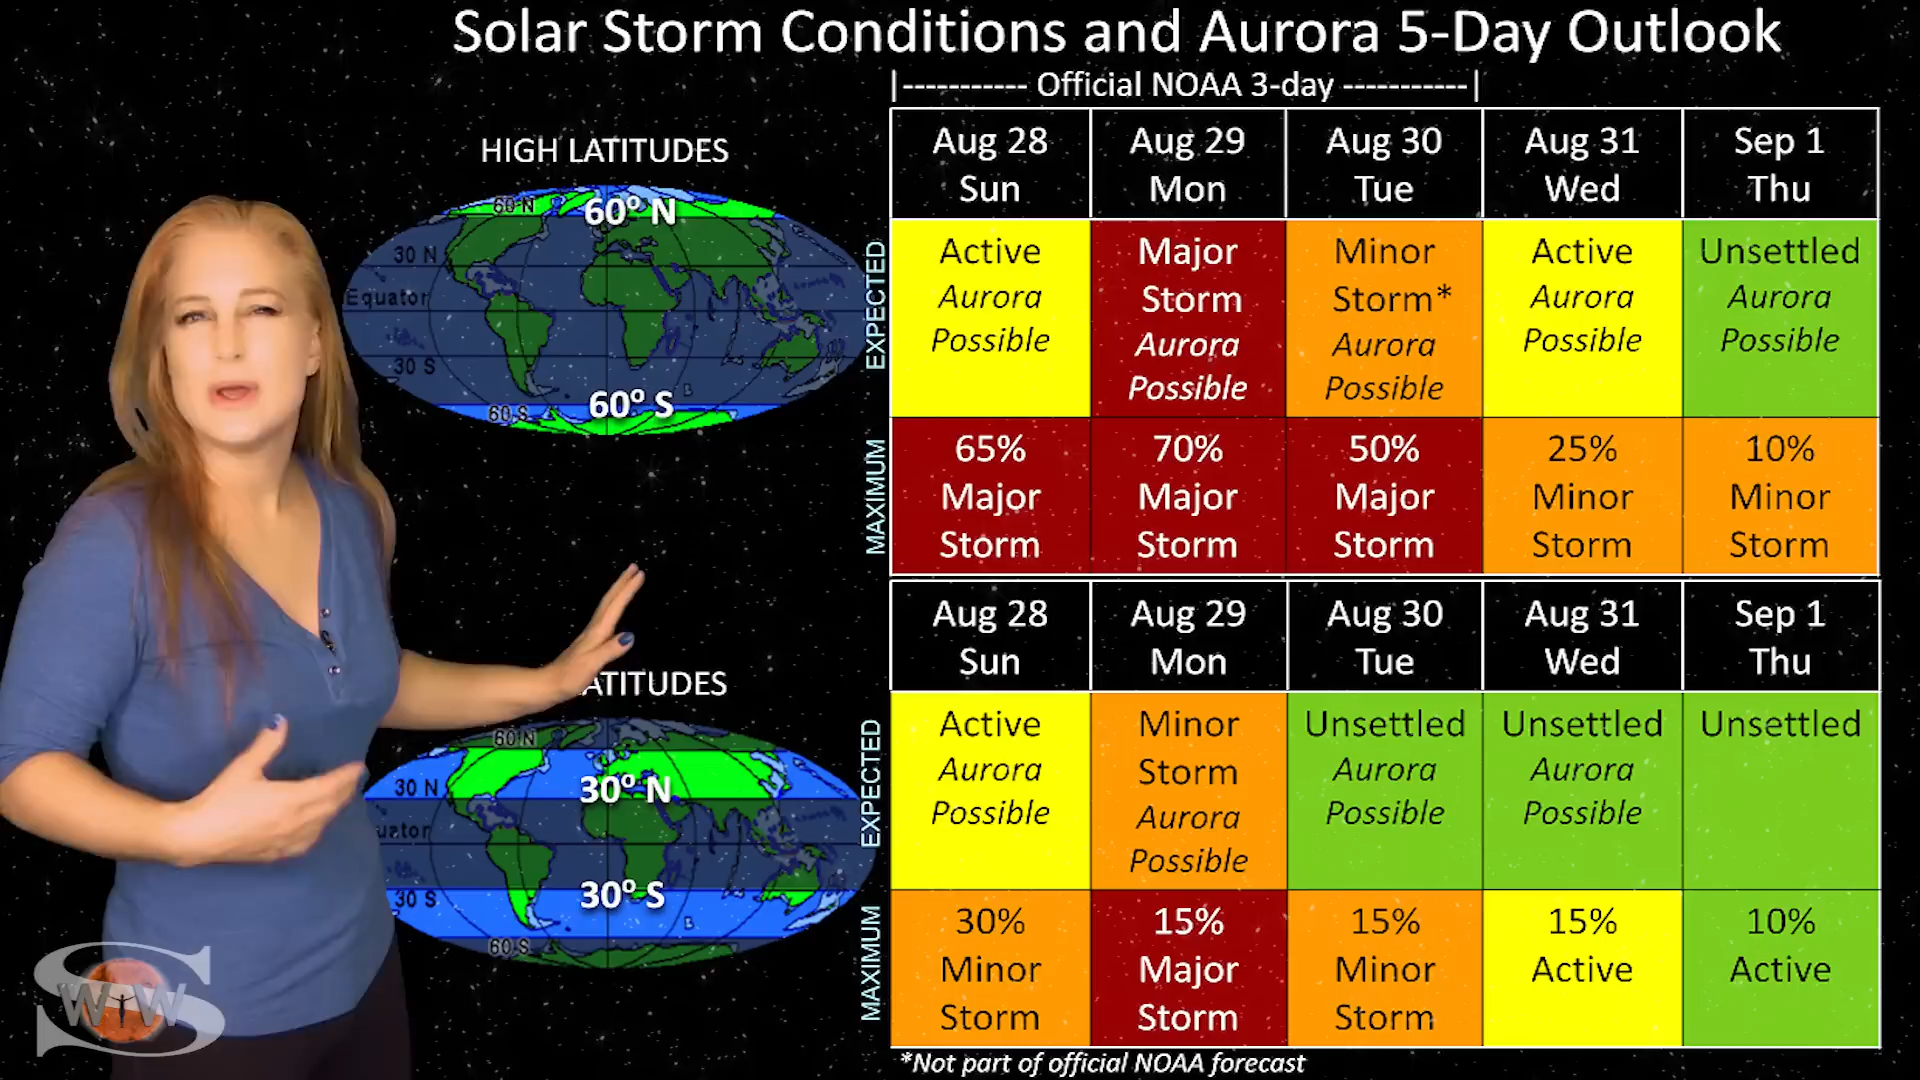 Solar Storm Conditions and Aurora 5-Day Outlook
|----------- Official NOAA 3-day -----------|
HIGH LATITUDES
60 N
60º N
30 N
Equator
30 S
60º S
60 S
EXPECTED
MAXIMUM
Aug 28
Sun
Aug 29
Mon
Aug 30
Tue
Aug 31
Wed
Sep 1
Thu
Active
Aurora
Possible
Major
Storm
Aurora
Possible
Minor
Storm*
Aurora
Possible
Active
Aurora
Possible
Unsettled
Aurora
Possible
65%
Major
Storm
70%
Major
Storm
50%
Major
Storm
25%
Minor
Storm
10%
Minor
Storm
ATITUDES
60 N
30 N
30º N
uator
30 S
30º S
60 S
EXPECTED
MAXIMUM
Aug 28
Sun
Aug 29
Mon
Aug 30
Tue
Aug 31
Wed
Sep 1
Thu
Active
Aurora
Possible
Minor
Storm
Aurora
Possible
Unsettled
Aurora
Possible
Unsettled
Aurora
Possible
Unsettled
30%
Minor
Storm
15%
Major
Storm
15%
Minor
Storm
15%
Active
10%
Active
*Not part of official NOAA forecast
S
WTW